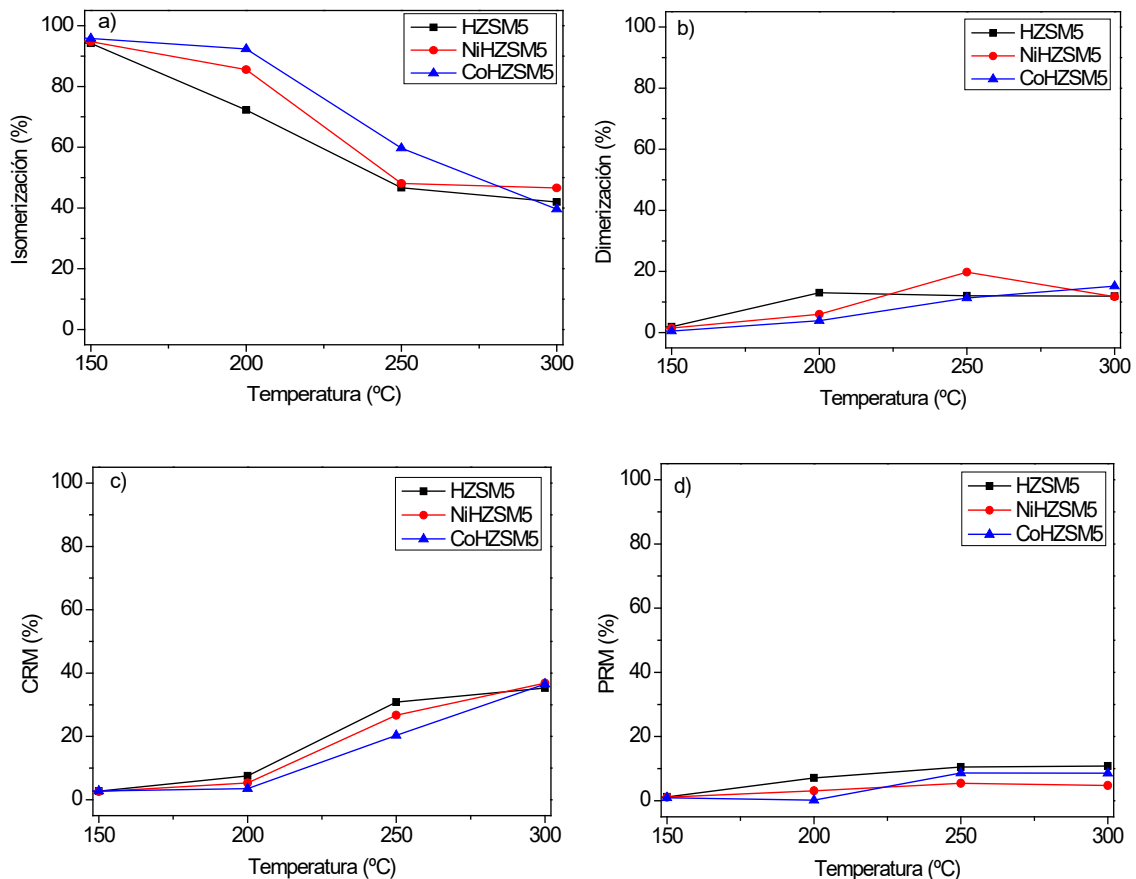 a)
HZSM5
NiHZSM5
CoHZSM5
100
80
60
40
20
0
Isomerización (%)
150
200
250
300
Temperatura (ºC)
b)
HZSM5
NiHZSM5
CoHZSM5
100
80
60
40
20
0
Dimerización (%)
150
200
250
300
Temperatura (ºC)
c)
HZSM5
NiHZSM5
CoHZSM5
100
80
60
40
20
0
CRM (%)
150
200
250
300
Temperatura (ºC)
d)
HZSM5
NiHZSM5
CoHZSM5
100
80
60
40
20
0
PRM (%)
150
200
250
300
Temperatura (ºC)